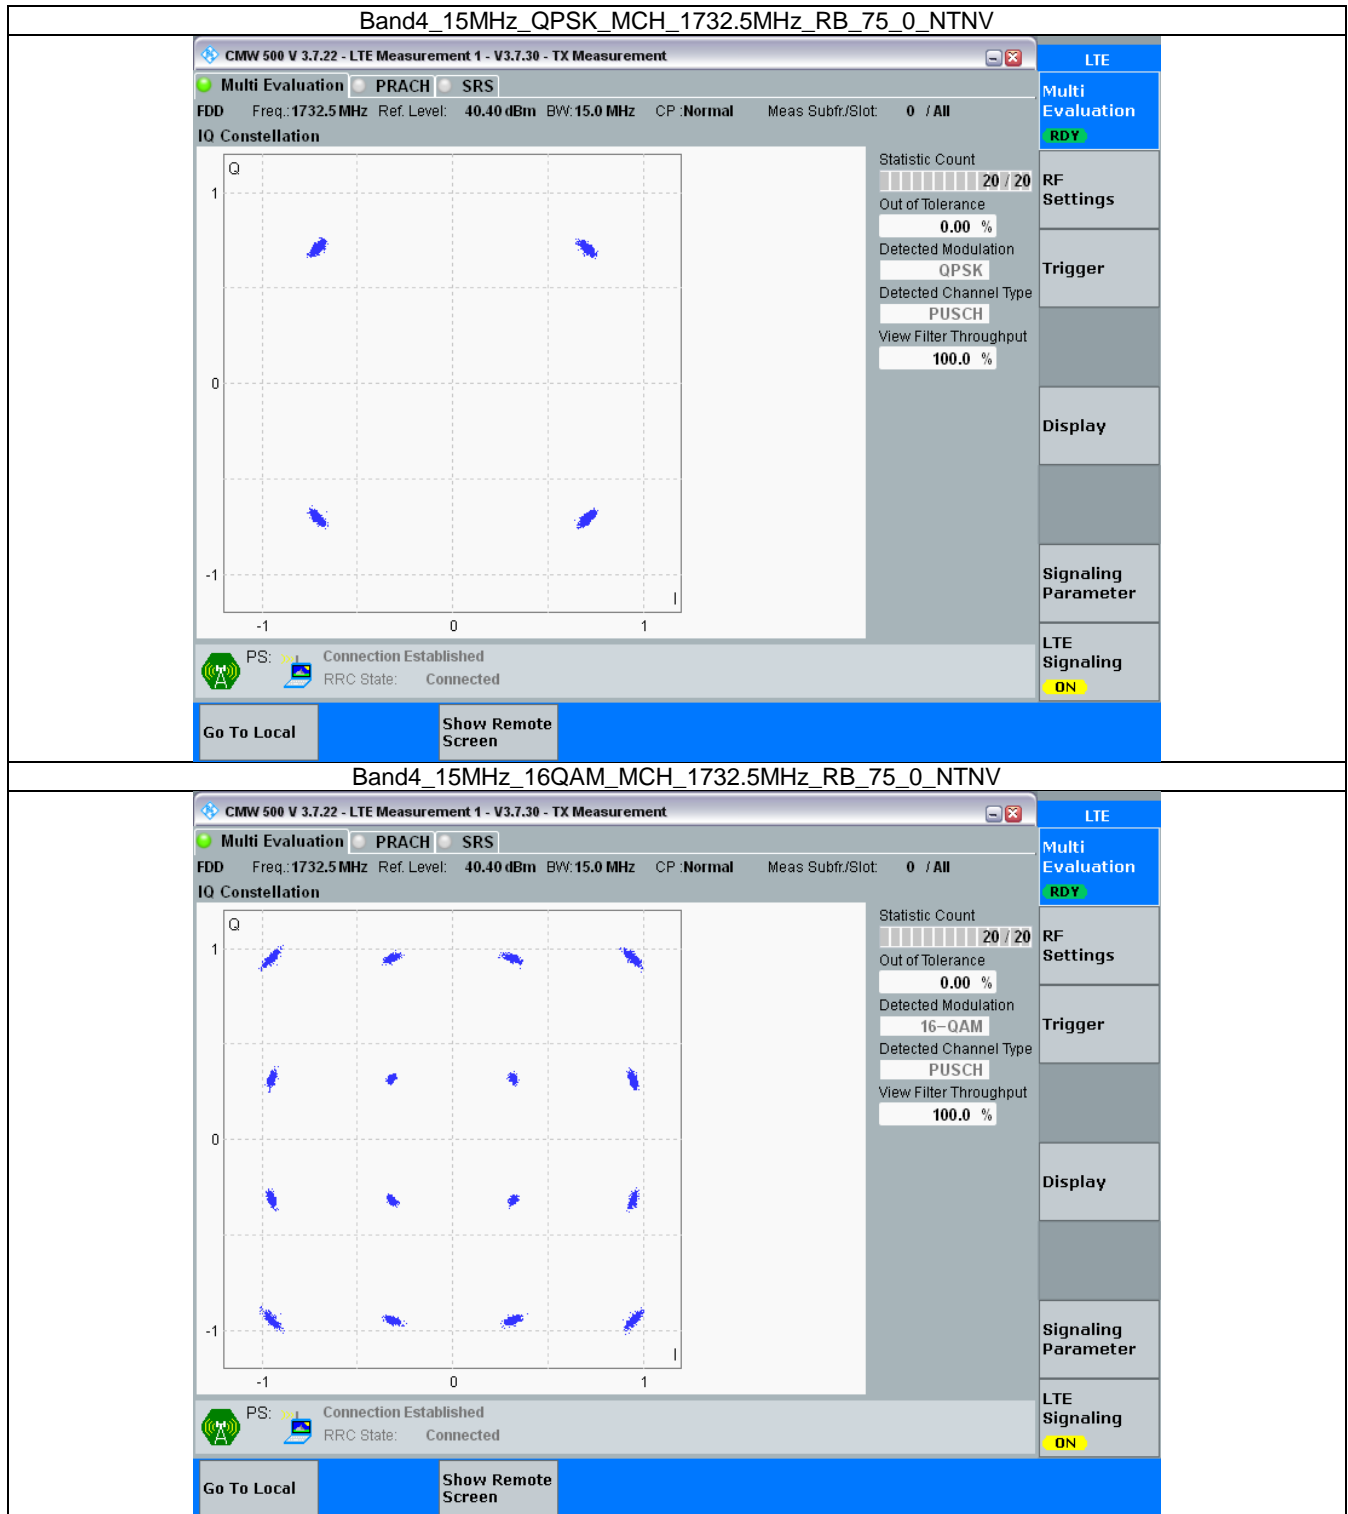 Band4_15MHz_QPSK_MCH_1732.5MHz_RB_75_0_NTNV
CMW 500 V 3.7.22 - LTE Measurement 1 - V3.7.30 - TX Measurement
LTE
Multi Evaluation PRACH SRS
FDD Freq.:1732.5 MHz Ref. Level: 40.40 dBm BW:15.0 MHz CP :Normal Meas Subfr./Slot: 0 / All
IQ Constellation
Q
1
0
-1
I
-1 0 1
Statistic Count
20 / 20
Out of Tolerance
0.00 %
Detected Modulation
QPSK
Detected Channel Type
PUSCH
View Filter Throughput
100.0 %
Multi
Evaluation
RDY
RF
Settings
Trigger
Display
Signaling
Parameter
LTE
Signaling
ON
PS: Connection Established
RRC State: Connected
Go To Local
Show Remote
Screen
Band4_15MHz_16QAM_MCH_1732.5MHz_RB_75_0_NTNV
CMW 500 V 3.7.22 - LTE Measurement 1 - V3.7.30 - TX Measurement
LTE
Multi Evaluation PRACH SRS
FDD Freq.:1732.5 MHz Ref. Level: 40.40 dBm BW:15.0 MHz CP :Normal Meas Subfr./Slot: 0 / All
IQ Constellation
Q
1
0
-1
I
-1 0 1
Statistic Count
20 / 20
Out of Tolerance
0.00 %
Detected Modulation
16-QAM
Detected Channel Type
PUSCH
View Filter Throughput
100.0 %
Multi
Evaluation
RDY
RF
Settings
Trigger
Display
Signaling
Parameter
LTE
Signaling
ON
PS: Connection Established
RRC State: Connected
Go To Local
Show Remote
Screen